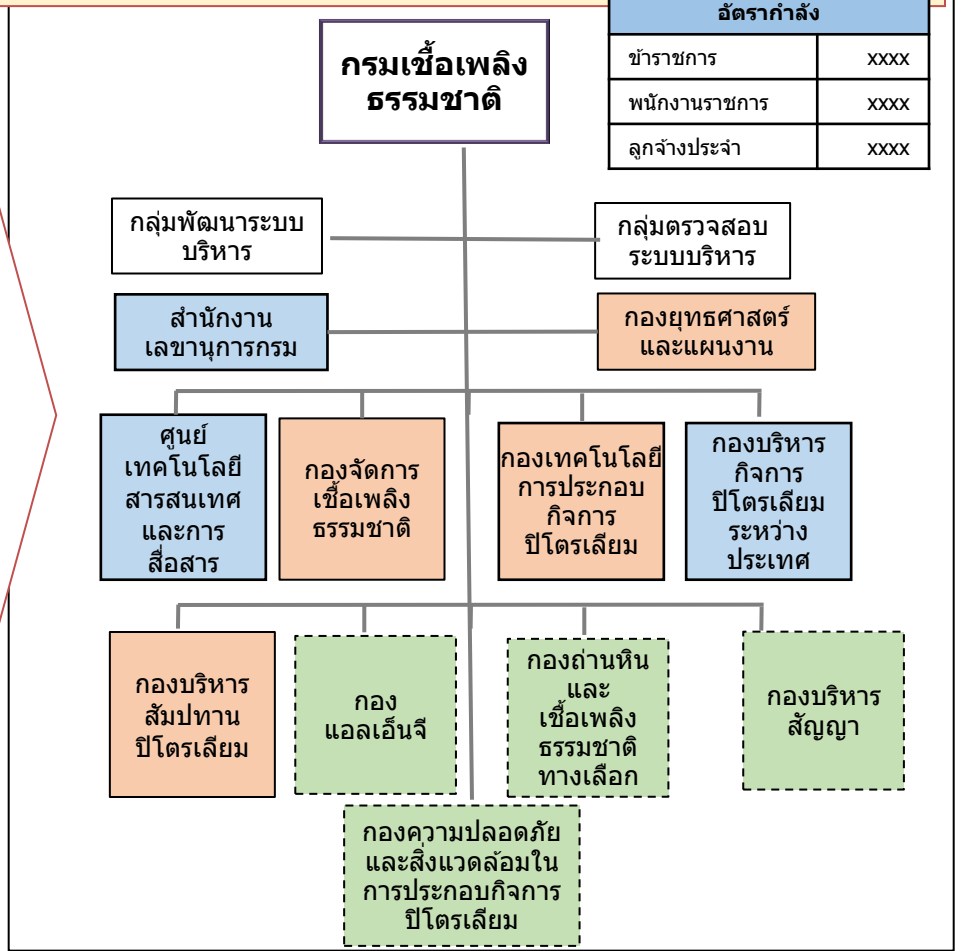 อัตรากำลัง
ข้าราชการ xxxx
พนักงานราชการ xxxx
ลูกจ้างประจำ xxxx
กรมเชื้อเพลิง
ธรรมชาติ
กลุ่มพัฒนาระบบ
บริหาร
กลุ่มตรวจสอบ
ระบบบริหาร
สำนักงาน
เลขานุการกรม
กองยุทธศาสตร์
และแผนงาน
ศูนย์
เทคโนโลยี
สารสนเทศ
และการ
สื่อสาร
กองจัดการ
เชื้อเพลิง
ธรรมชาติ
กองเทคโนโลยี
การประกอบ
กิจการ
ปิโตรเลียม
กองบริหาร
กิจการ
ปิโตรเลียม
ระหว่าง
ประเทศ
กองบริหาร
สัมปทาน
ปิโตรเลียม
กอง
แอลเอ็นจี
กองถ่านหิน
และ
เชื้อเพลิง
ธรรมชาติ
ทางเลือก
กองบริหาร
สัญญา
กองความปลอดภัย
และสิ่งแวดล้อมใน
การประกอบกิจการ
ปิโตรเลียม